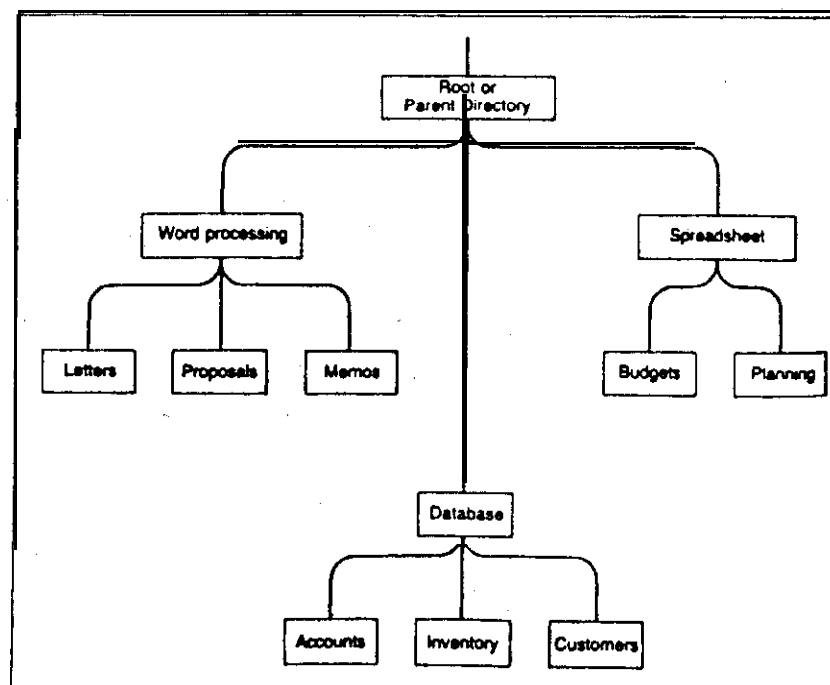 Root or
Parent Directory
Word processing
Spreadsheet
Letters
Proposals
Memos
Budgets
Planning
Database
Accounts
Inventory
Customers